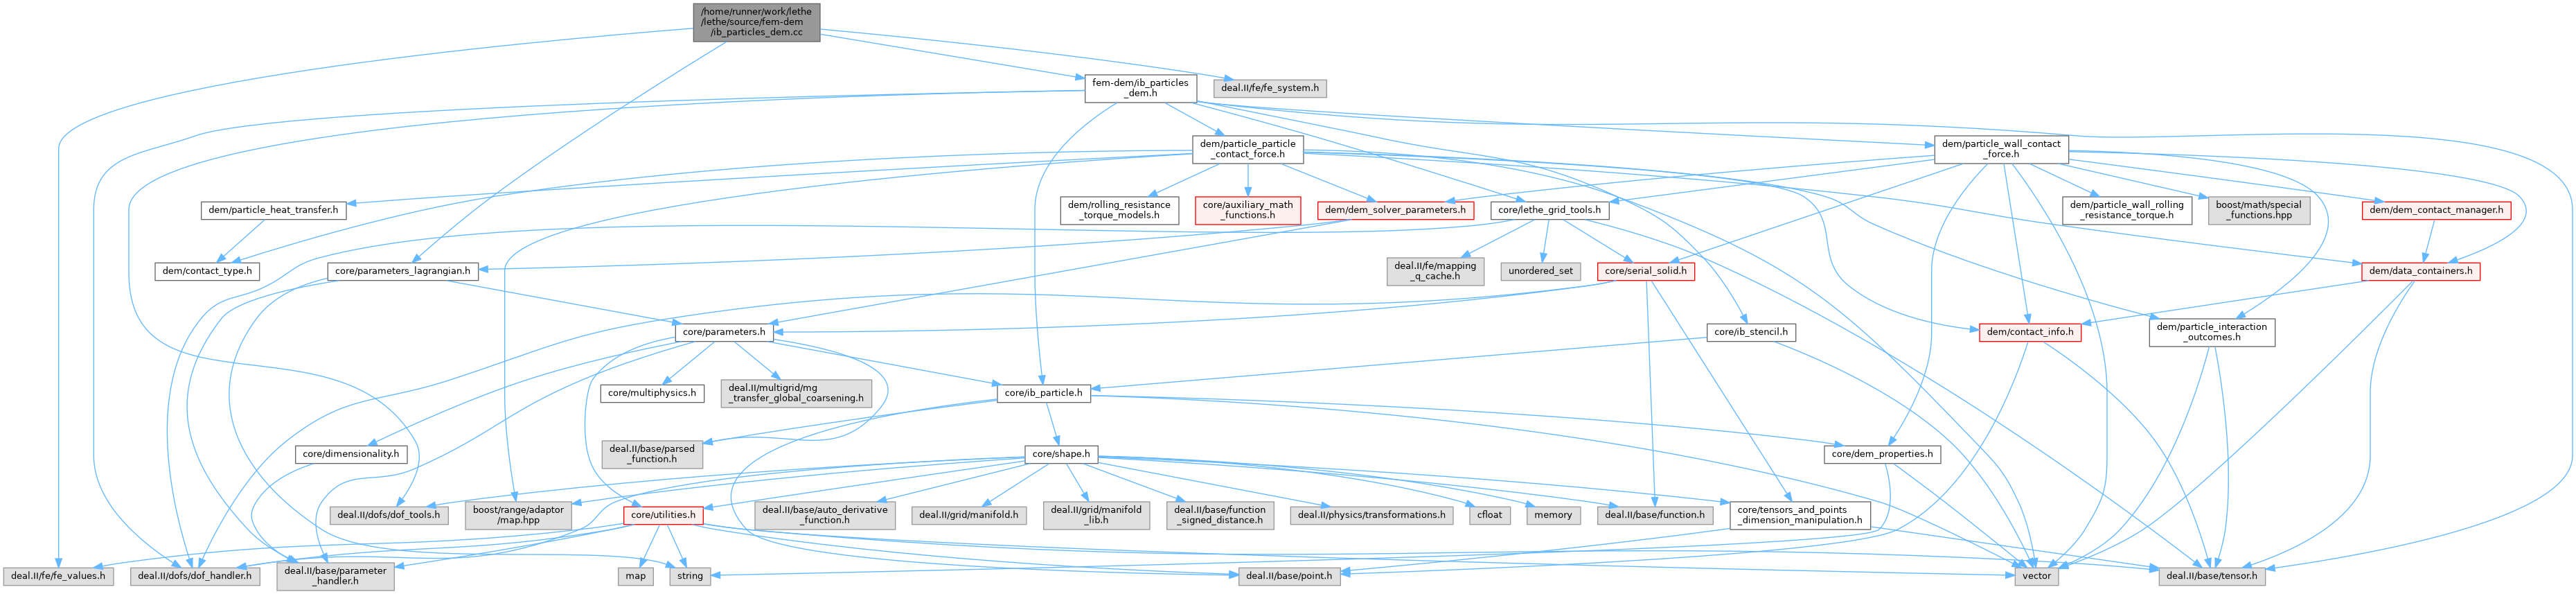 /home/runner/work/lethe
/lethe/source/fem-dem
/ib_particles_dem.cc
fem-dem/ib_particles
_dem.h
deal.II/fe/fe_system.h
dem/particle_particle
_contact_force.h
dem/particle_wall_contact
_force.h
dem/particle_heat_transfer.h
dem/rolling_resistance
_torque_models.h
core/auxiliary_math
_functions.h
dem/dem_solver_parameters.h
core/lethe_grid_tools.h
dem/particle_wall_rolling
_resistance_torque.h
boost/math/special
_functions.hpp
dem/dem_contact_manager.h
dem/contact_type.h
core/parameters_lagrangian.h
deal.II/fe/mapping
_q_cache.h
unordered_set
core/serial_solid.h
dem/data_containers.h
core/parameters.h
core/ib_stencil.h
dem/contact_info.h
dem/particle_interaction
_outcomes.h
core/multiphysics.h
deal.II/multigrid/mg
_transfer_global_coarsening.h
core/ib_particle.h
core/dimensionality.h
deal.II/base/parsed
_function.h
core/shape.h
core/dem_properties.h
deal.II/dofs/dof_tools.h
boost/range/adaptor
/map.hpp
core/utilities.h
deal.II/base/auto_derivative
_function.h
deal.II/grid/manifold.h
deal.II/grid/manifold
_lib.h
deal.II/base/function
_signed_distance.h
deal.II/physics/transformations.h
cfloat
memory
deal.II/base/function.h
core/tensors_and_points
_dimension_manipulation.h
deal.II/fe/fe_values.h
deal.II/dofs/dof_handler.h
deal.II/base/parameter
_handler.h
map
string
deal.II/base/point.h
vector
deal.II/base/tensor.h